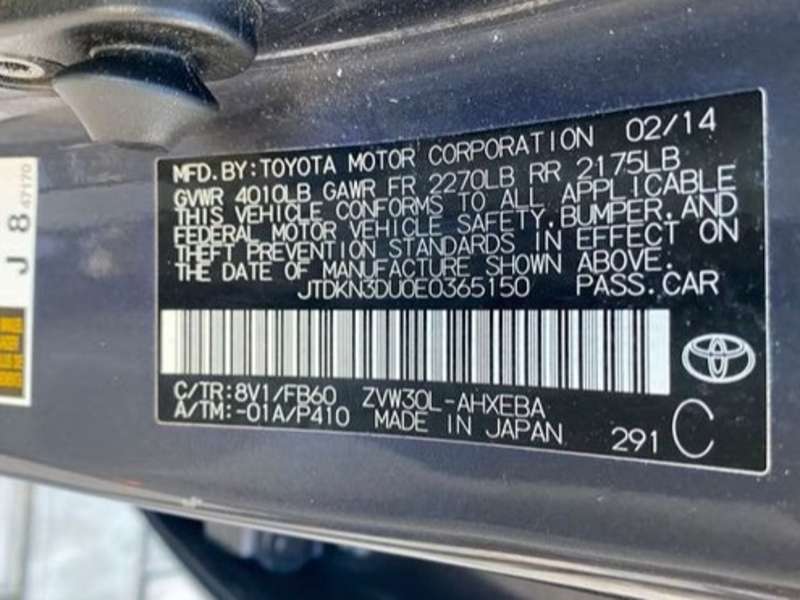 MFD. BY: TOYOTA MOTOR CORPORATION 02/14
GVWR 4010LB GAWR FR 2270LB RR 2175LB
THIS VEHICLE CONFORMS TO ALL APPLICABLE
FEDERAL MOTOR VEHICLE SAFETY, BUMPER, AND
THEFT PREVENTION STANDARDS IN EFFECT ON
THE DATE OF MANUFACTURE SHOWN ABOVE.
JTDKN3DU0E0365150 PASS. CAR
C/TR: 8V1/FB60 ZVW30L-AHXEBA
A/TM: -01A/P410 MADE IN JAPAN
291 C
J 8 47170